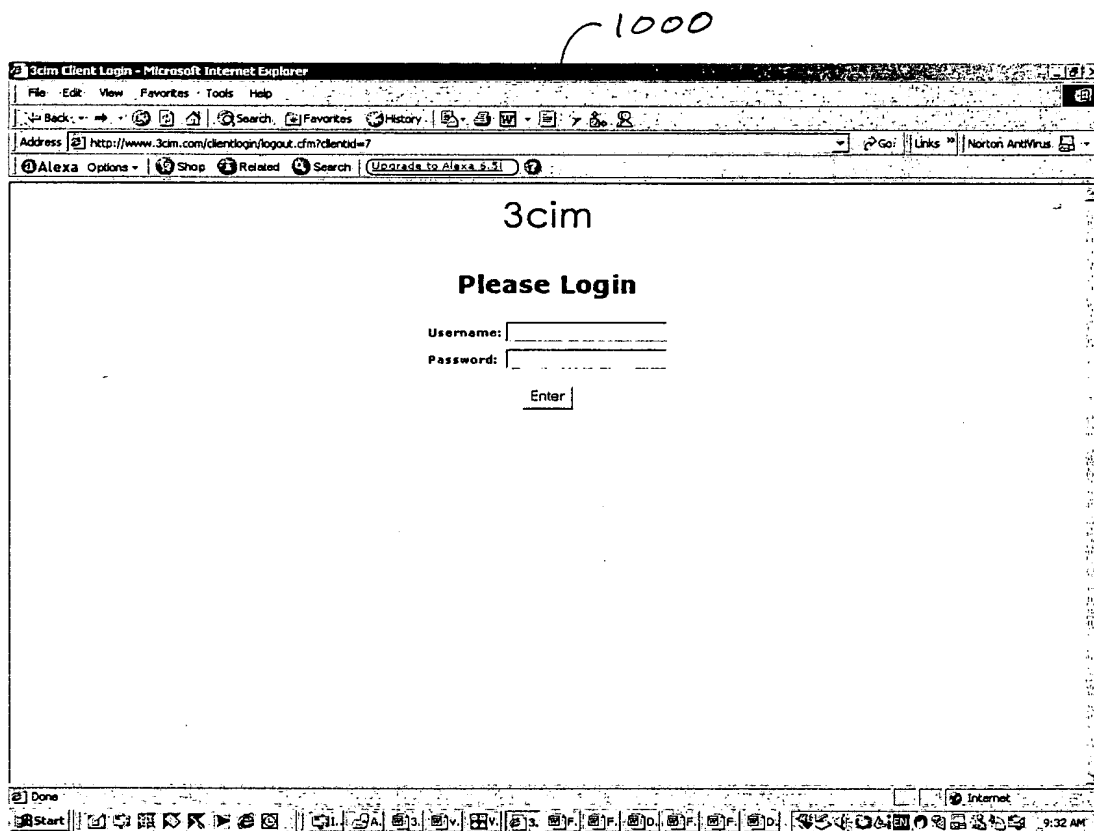 1000
3cim Client Login - Microsoft Internet Explorer
File Edit View Favorites Tools Help
Back Search Favorites History
Address http://www.3cim.com/clientlogin/logout.cfm?clientid=7 Go Links » Norton AntiVirus
Alexa Options Shop Related Search Upgrade to Alexa 6.5!
3cim
Please Login
Username:
Password:
Enter
Done Internet
Start 9:32 AM